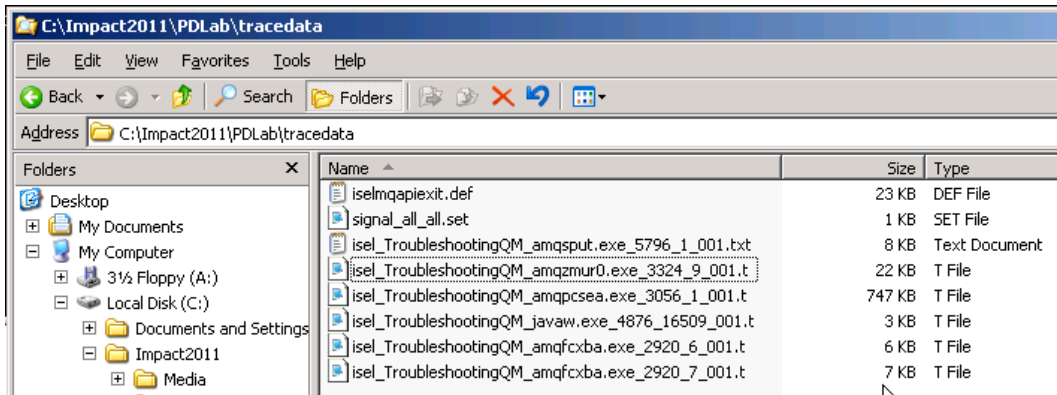 C:\Impact2011\PDLab\tracedata
File Edit View Favorites Tools Help
Back Search Folders
Address C:\Impact2011\PDLab\tracedata
Folders X
Desktop
My Documents
My Computer
3½ Floppy (A:)
Local Disk (C:)
Documents and Settings
Impact2011
Media
Name Size Type
iselmqapiexit.def 23 KB DEF File
signal_all_all.set 1 KB SET File
isel_TroubleshootingQM_amqsput.exe_5796_1_001.txt 8 KB Text Document
isel_TroubleshootingQM_amqzmur0.exe_3324_9_001.t 22 KB T File
isel_TroubleshootingQM_amqpcsea.exe_3056_1_001.t 747 KB T File
isel_TroubleshootingQM_javaw.exe_4876_16509_001.t 3 KB T File
isel_TroubleshootingQM_amqfcxba.exe_2920_6_001.t 6 KB T File
isel_TroubleshootingQM_amqfcxba.exe_2920_7_001.t 7 KB T File